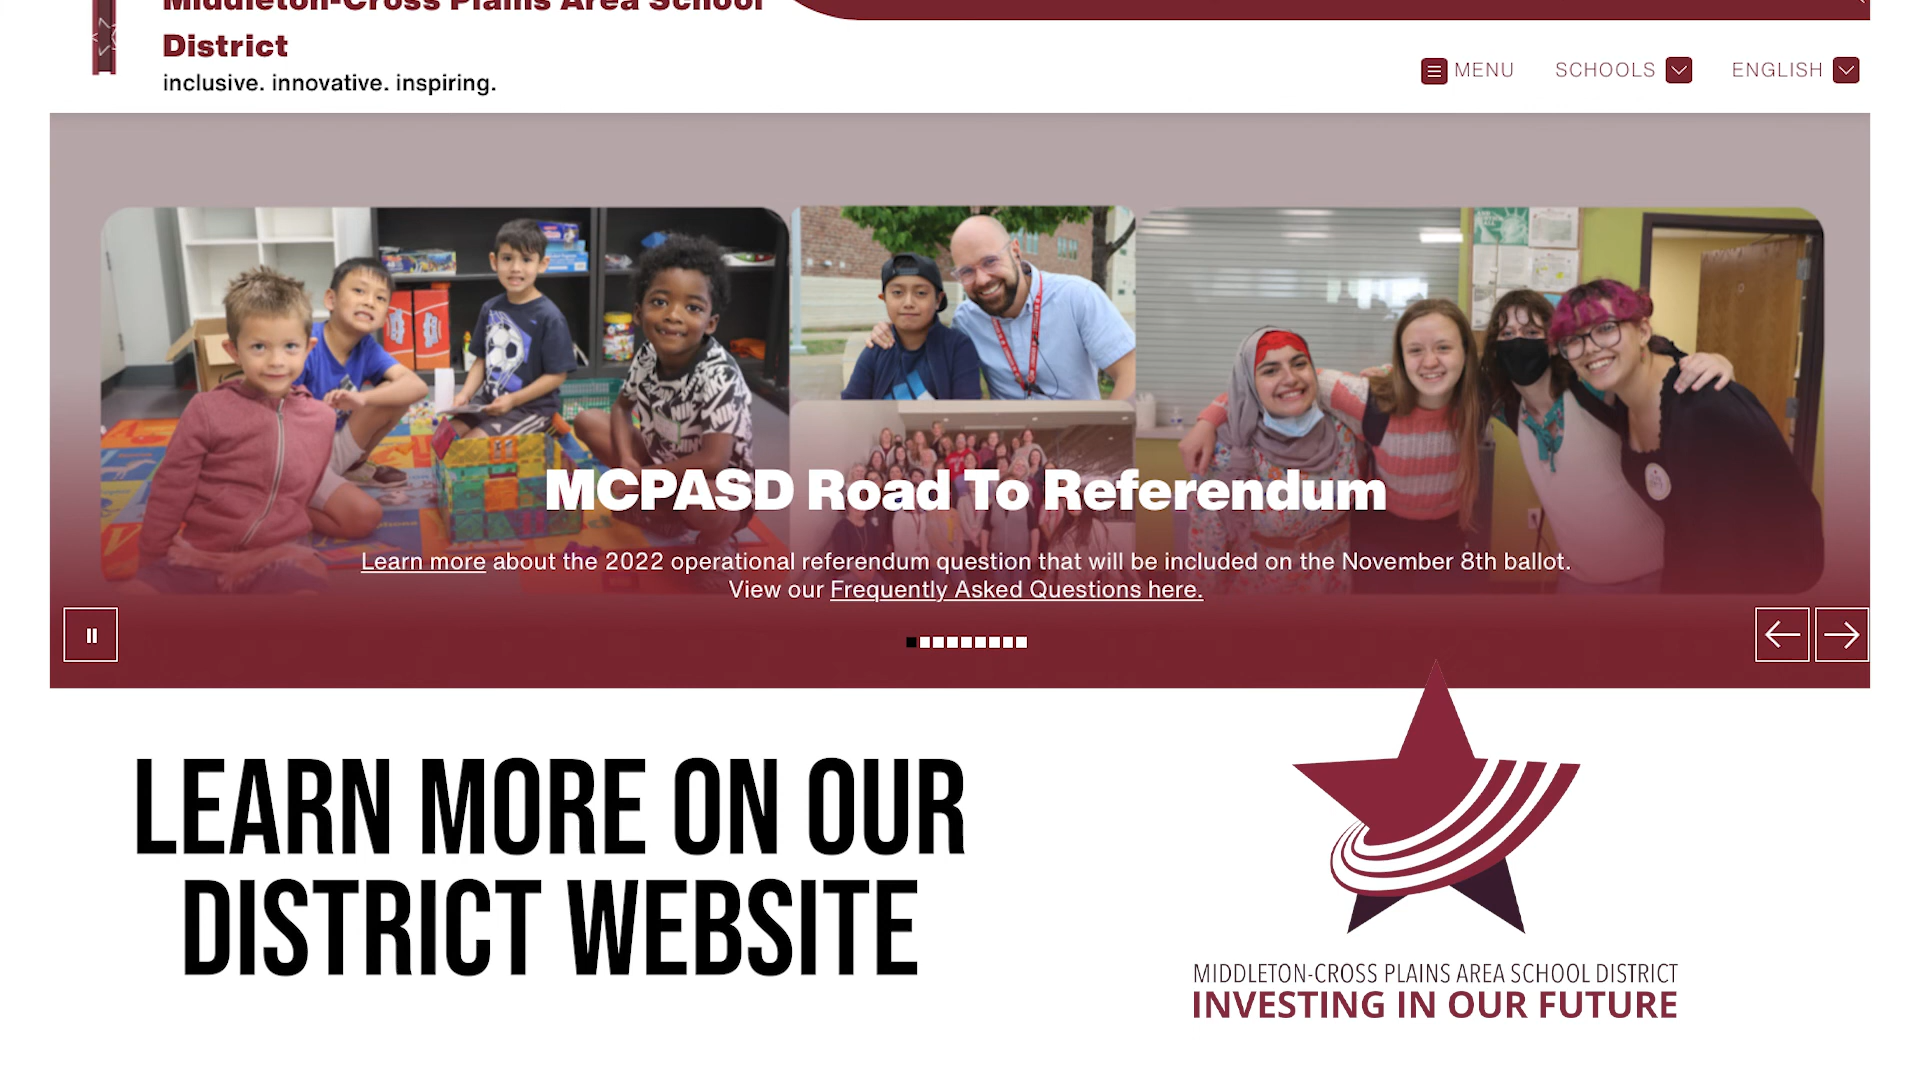 Middleton-Cross Plains Area School
District
inclusive. innovative. inspiring.
MENU
SCHOOLS
ENGLISH
MCPASD Road To Referendum
Learn more about the 2022 operational referendum question that will be included on the November 8th ballot.
View our Frequently Asked Questions here.
LEARN MORE ON OUR
DISTRICT WEBSITE
MIDDLETON-CROSS PLAINS AREA SCHOOL DISTRICT
INVESTING IN OUR FUTURE